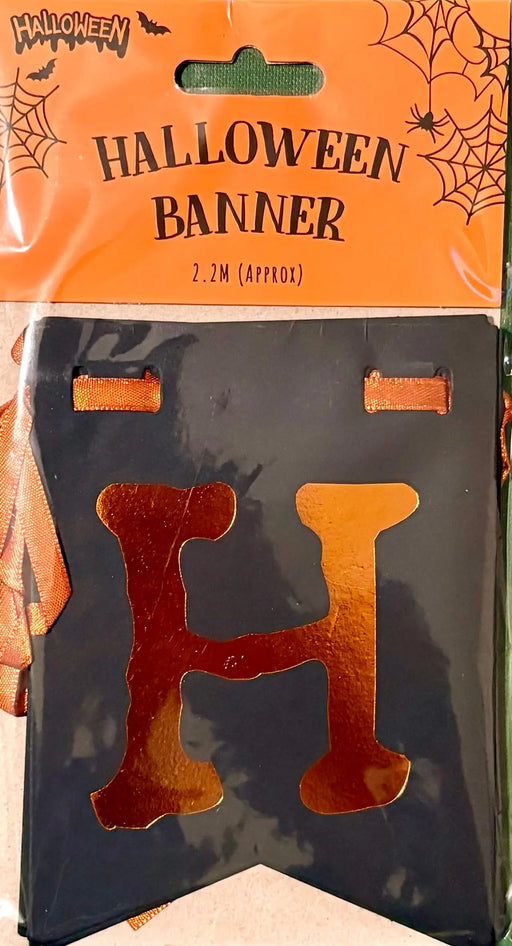 HALLOWEEN
HALLOWEEN
BANNER
2.2M (APPROX)
H